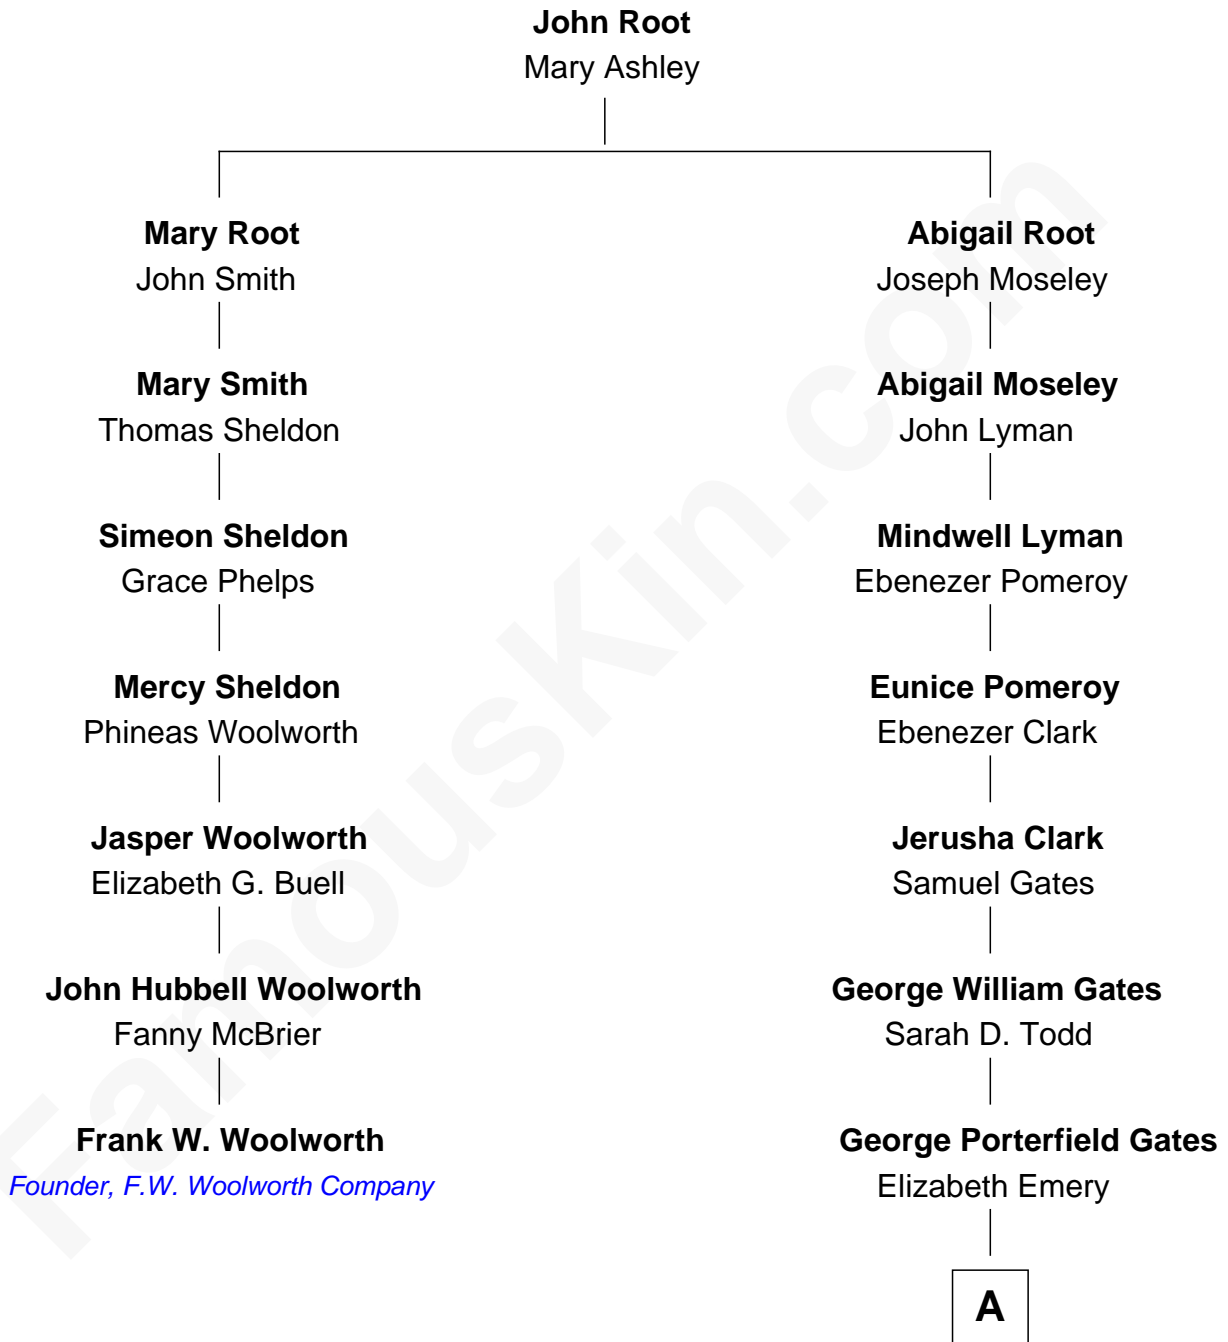 John Root
Mary Ashley
Mary Root
John Smith
Mary Smith
Thomas Sheldon
Simeon Sheldon
Grace Phelps
Mercy Sheldon
Phineas Woolworth
Jasper Woolworth
Elizabeth G. Buell
John Hubbell Woolworth
Fanny McBrier
Frank W. Woolworth
Founder, F.W. Woolworth Company
Abigail Root
Joseph Moseley
Abigail Moseley
John Lyman
Mindwell Lyman
Ebenezer Pomeroy
Eunice Pomeroy
Ebenezer Clark
Jerusha Clark
Samuel Gates
George William Gates
Sarah D. Todd
George Porterfield Gates
Elizabeth Emery
A
FamousKin.com